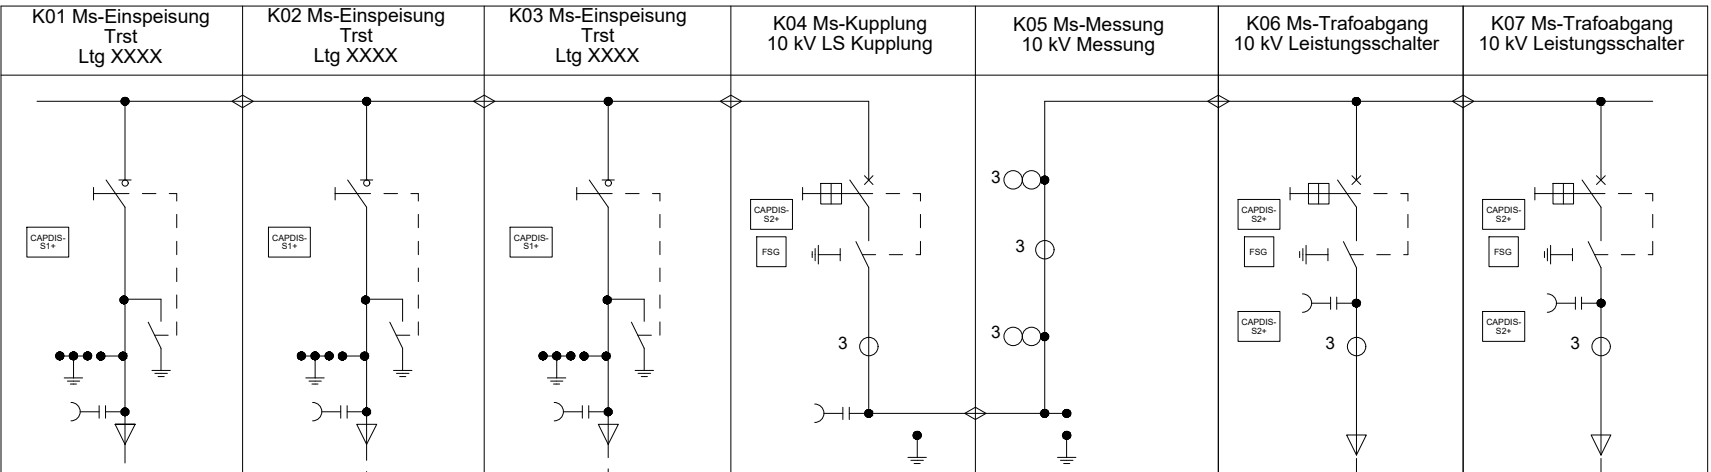 K01 Ms-Einspeisung
Trst
Ltg XXXX
K02 Ms-Einspeisung
Trst
Ltg XXXX
K03 Ms-Einspeisung
Trst
Ltg XXXX
K04 Ms-Kupplung
10 kV LS Kupplung
K05 Ms-Messung
10 kV Messung
K06 Ms-Trafoabgang
10 kV Leistungsschalter
K07 Ms-Trafoabgang
10 kV Leistungsschalter
CAPDIS-
S1+
CAPDIS-
S1+
CAPDIS-
S1+
CAPDIS-
S2+
FSG
3
3
3
3
CAPDIS-
S2+
FSG
CAPDIS-
S2+
3
CAPDIS-
S2+
FSG
CAPDIS-
S2+
3